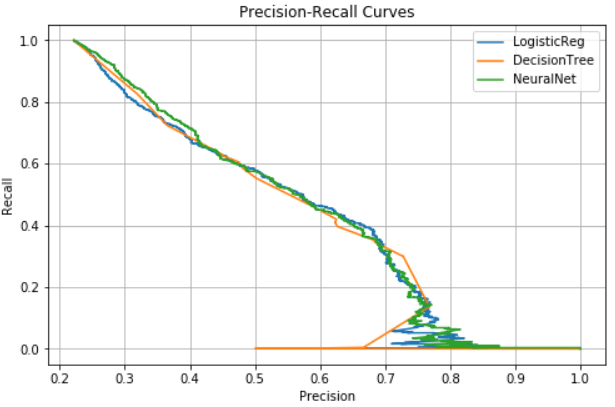 Precision-Recall Curves
1.0
0.8
0.6
0.4
0.2
0.0
Recall
LogisticReg
DecisionTree
NeuralNet
0.2 0.3 0.4 0.5 0.6 0.7 0.8 0.9 1.0
Precision